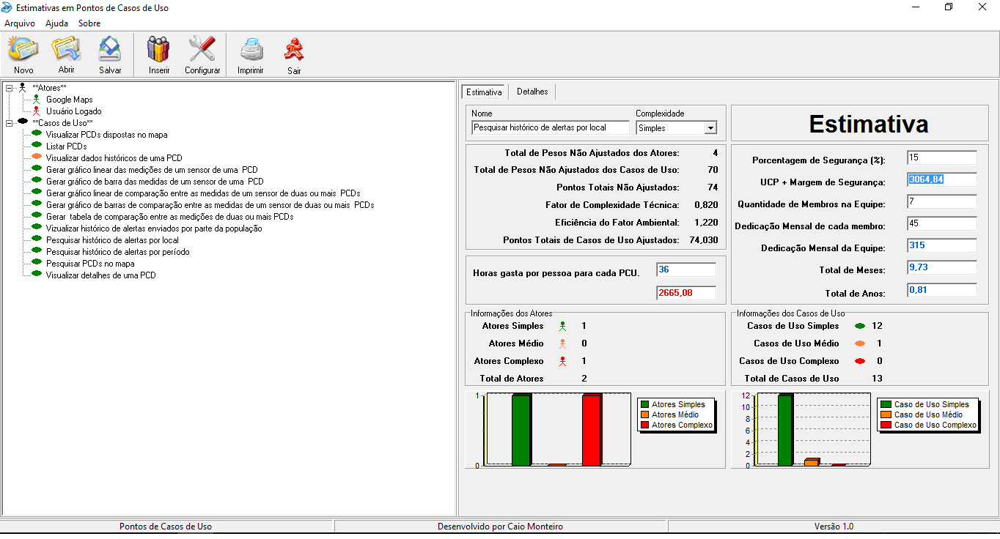 Estimativas em Pontos de Casos de Uso
Arquivo Ajuda Sobre
Novo Abrir Salvar Inserir Configurar Imprimir Sair
**Atores**
Google Maps
Usuário Logado
**Casos de Uso**
Visualizar PCDs dispostas no mapa
Listar PCDs
Visualizar dados históricos de uma PCD
Gerar gráfico linear das medições de um sensor de uma PCD
Gerar gráfico de barra das medidas de um sensor de uma PCD
Gerar gráfico linear de comparação entre as medidas de um sensor de duas ou mais PCDs
Gerar gráfico de barras de comparação entre as medidas de um sensor de duas ou mais PCDs
Gerar tabela de comparação entre as medições de duas ou mais PCDs
Vizualizar histórico de alertas enviados por parte da população
Pesquisar histórico de alertas por local
Pesquisar histórico de alertas por período
Pesquisar PCDs no mapa
Visualizar detalhes de uma PCD
Estimativa Detalhes
Nome Complexidade
Pesquisar histórico de alertas por local Simples
Total de Pesos Não Ajustados dos Atores: 4
Total de Pesos Não Ajustados dos Casos de Uso: 70
Pontos Totais Não Ajustados: 74
Fator de Complexidade Técnica: 0,820
Eficiência do Fator Ambiental: 1,220
Pontos Totais de Casos de Uso Ajustados: 74,030
Horas gasta por pessoa para cada PCU. 36
2665,08
Estimativa
Porcentagem de Segurança (%): 15
UCP + Margem de Segurança: 3064,84
Quantidade de Membros na Equipe: 7
Dedicação Mensal de cada membro: 45
Dedicação Mensal da Equipe: 315
Total de Meses: 9,73
Total de Anos: 0,81
Informações dos Atores
Atores Simples 1
Atores Médio 0
Atores Complexo 1
Total de Atores 2
Informações dos Casos de Uso
Casos de Uso Simples 12
Casos de Uso Médio 1
Casos de Uso Complexo 0
Total de Casos de Uso 13
1
0
Atores Simples
Atores Médio
Atores Complexo
12
10
8
6
4
2
0
Caso de Uso Simples
Caso de Uso Médio
Caso de Uso Complexo
Pontos de Casos de Uso Desenvolvido por Caio Monteiro Versão 1.0